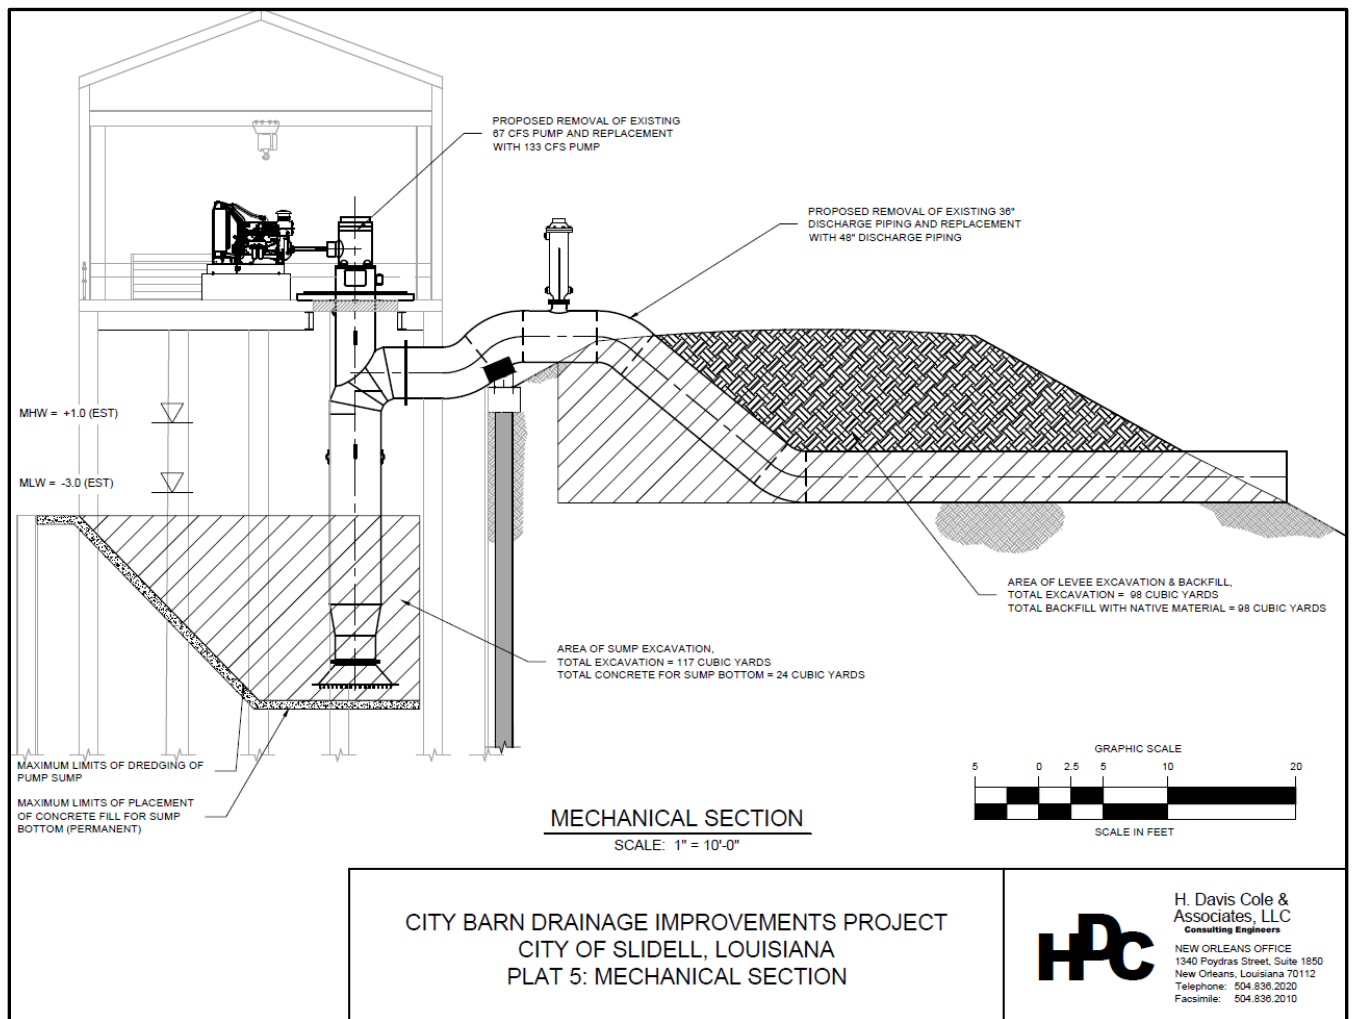 PROPOSED REMOVAL OF EXISTING
67 CFS PUMP AND REPLACEMENT
WITH 133 CFS PUMP
PROPOSED REMOVAL OF EXISTING 36"
DISCHARGE PIPING AND REPLACEMENT
WITH 48" DISCHARGE PIPING
MHW = +1.0 (EST)
MLW = -3.0 (EST)
AREA OF LEVEE EXCAVATION & BACKFILL,
TOTAL EXCAVATION = 98 CUBIC YARDS
TOTAL BACKFILL WITH NATIVE MATERIAL = 98 CUBIC YARDS
AREA OF SUMP EXCAVATION,
TOTAL EXCAVATION = 117 CUBIC YARDS
TOTAL CONCRETE FOR SUMP BOTTOM = 24 CUBIC YARDS
MAXIMUM LIMITS OF DREDGING OF
PUMP SUMP
MAXIMUM LIMITS OF PLACEMENT
OF CONCRETE FILL FOR SUMP
BOTTOM (PERMANENT)
GRAPHIC SCALE
5 0 2.5 5 10 20
SCALE IN FEET
MECHANICAL SECTION
SCALE: 1" = 10'-0"
CITY BARN DRAINAGE IMPROVEMENTS PROJECT
CITY OF SLIDELL, LOUISIANA
PLAT 5: MECHANICAL SECTION
HDC
H. Davis Cole &
Associates, LLC
Consulting Engineers
NEW ORLEANS OFFICE
1340 Poydras Street, Suite 1850
New Orleans, Louisiana 70112
Telephone: 504.836.2020
Facsimile: 504.836.2010